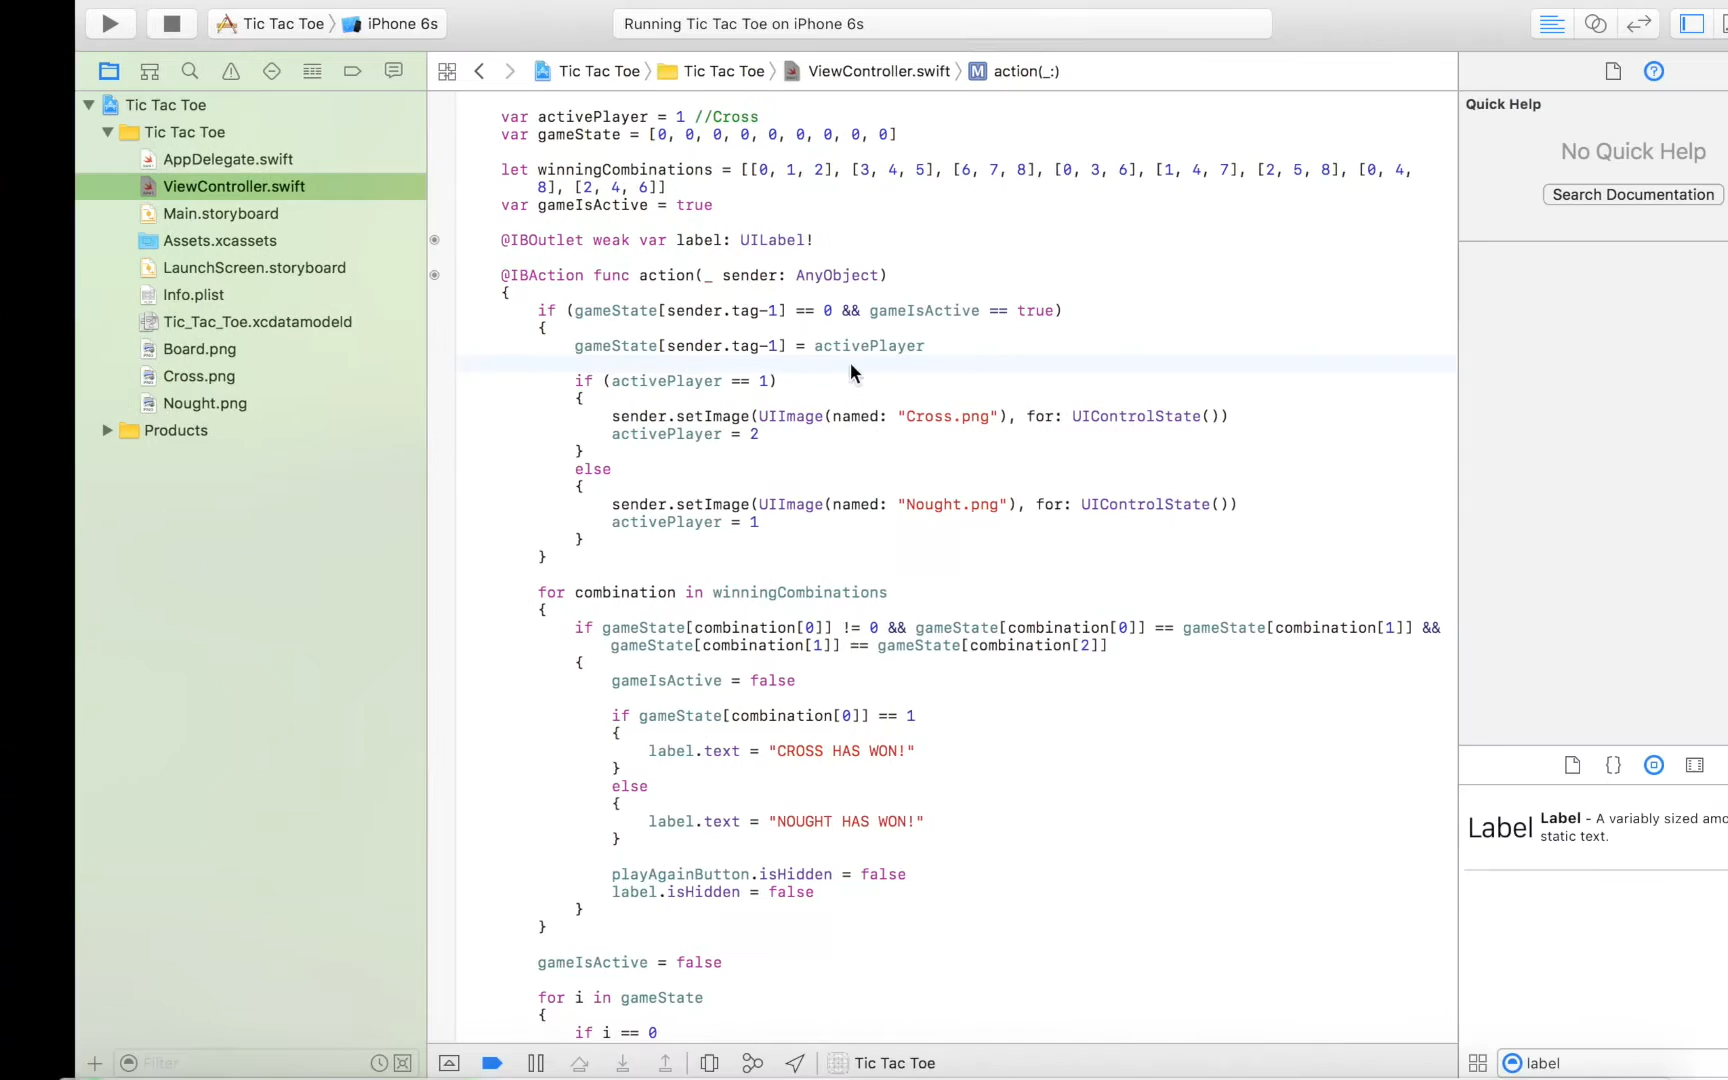 Tic Tac Toe iPhone 6s
Running Tic Tac Toe on iPhone 6s
Tic Tac Toe Tic Tac Toe ViewController.swift M action(_:)
Tic Tac Toe
Tic Tac Toe
AppDelegate.swift
ViewController.swift
Main.storyboard
Assets.xcassets
LaunchScreen.storyboard
Info.plist
Tic_Tac_Toe.xcdatamodeld
Board.png
Cross.png
Nought.png
Products
Filter
var activePlayer = 1 //Cross
var gameState = [0, 0, 0, 0, 0, 0, 0, 0, 0]
let winningCombinations = [[0, 1, 2], [3, 4, 5], [6, 7, 8], [0, 3, 6], [1, 4, 7], [2, 5, 8], [0, 4,
8], [2, 4, 6]]
var gameIsActive = true
@IBOutlet weak var label: UILabel!
@IBAction func action(_ sender: AnyObject)
{
if (gameState[sender.tag-1] == 0 && gameIsActive == true)
{
gameState[sender.tag-1] = activePlayer
if (activePlayer == 1)
{
sender.setImage(UIImage(named: "Cross.png"), for: UIControlState())
activePlayer = 2
}
else
{
sender.setImage(UIImage(named: "Nought.png"), for: UIControlState())
activePlayer = 1
}
}
for combination in winningCombinations
{
if gameState[combination[0]] != 0 && gameState[combination[0]] == gameState[combination[1]] &&
gameState[combination[1]] == gameState[combination[2]]
{
gameIsActive = false
if gameState[combination[0]] == 1
{
label.text = "CROSS HAS WON!"
}
else
{
label.text = "NOUGHT HAS WON!"
}
playAgainButton.isHidden = false
label.isHidden = false
}
}
gameIsActive = false
for i in gameState
{
if i == 0
Tic Tac Toe
Quick Help
No Quick Help
Search Documentation
Label Label - A variably sized amo
static text.
label